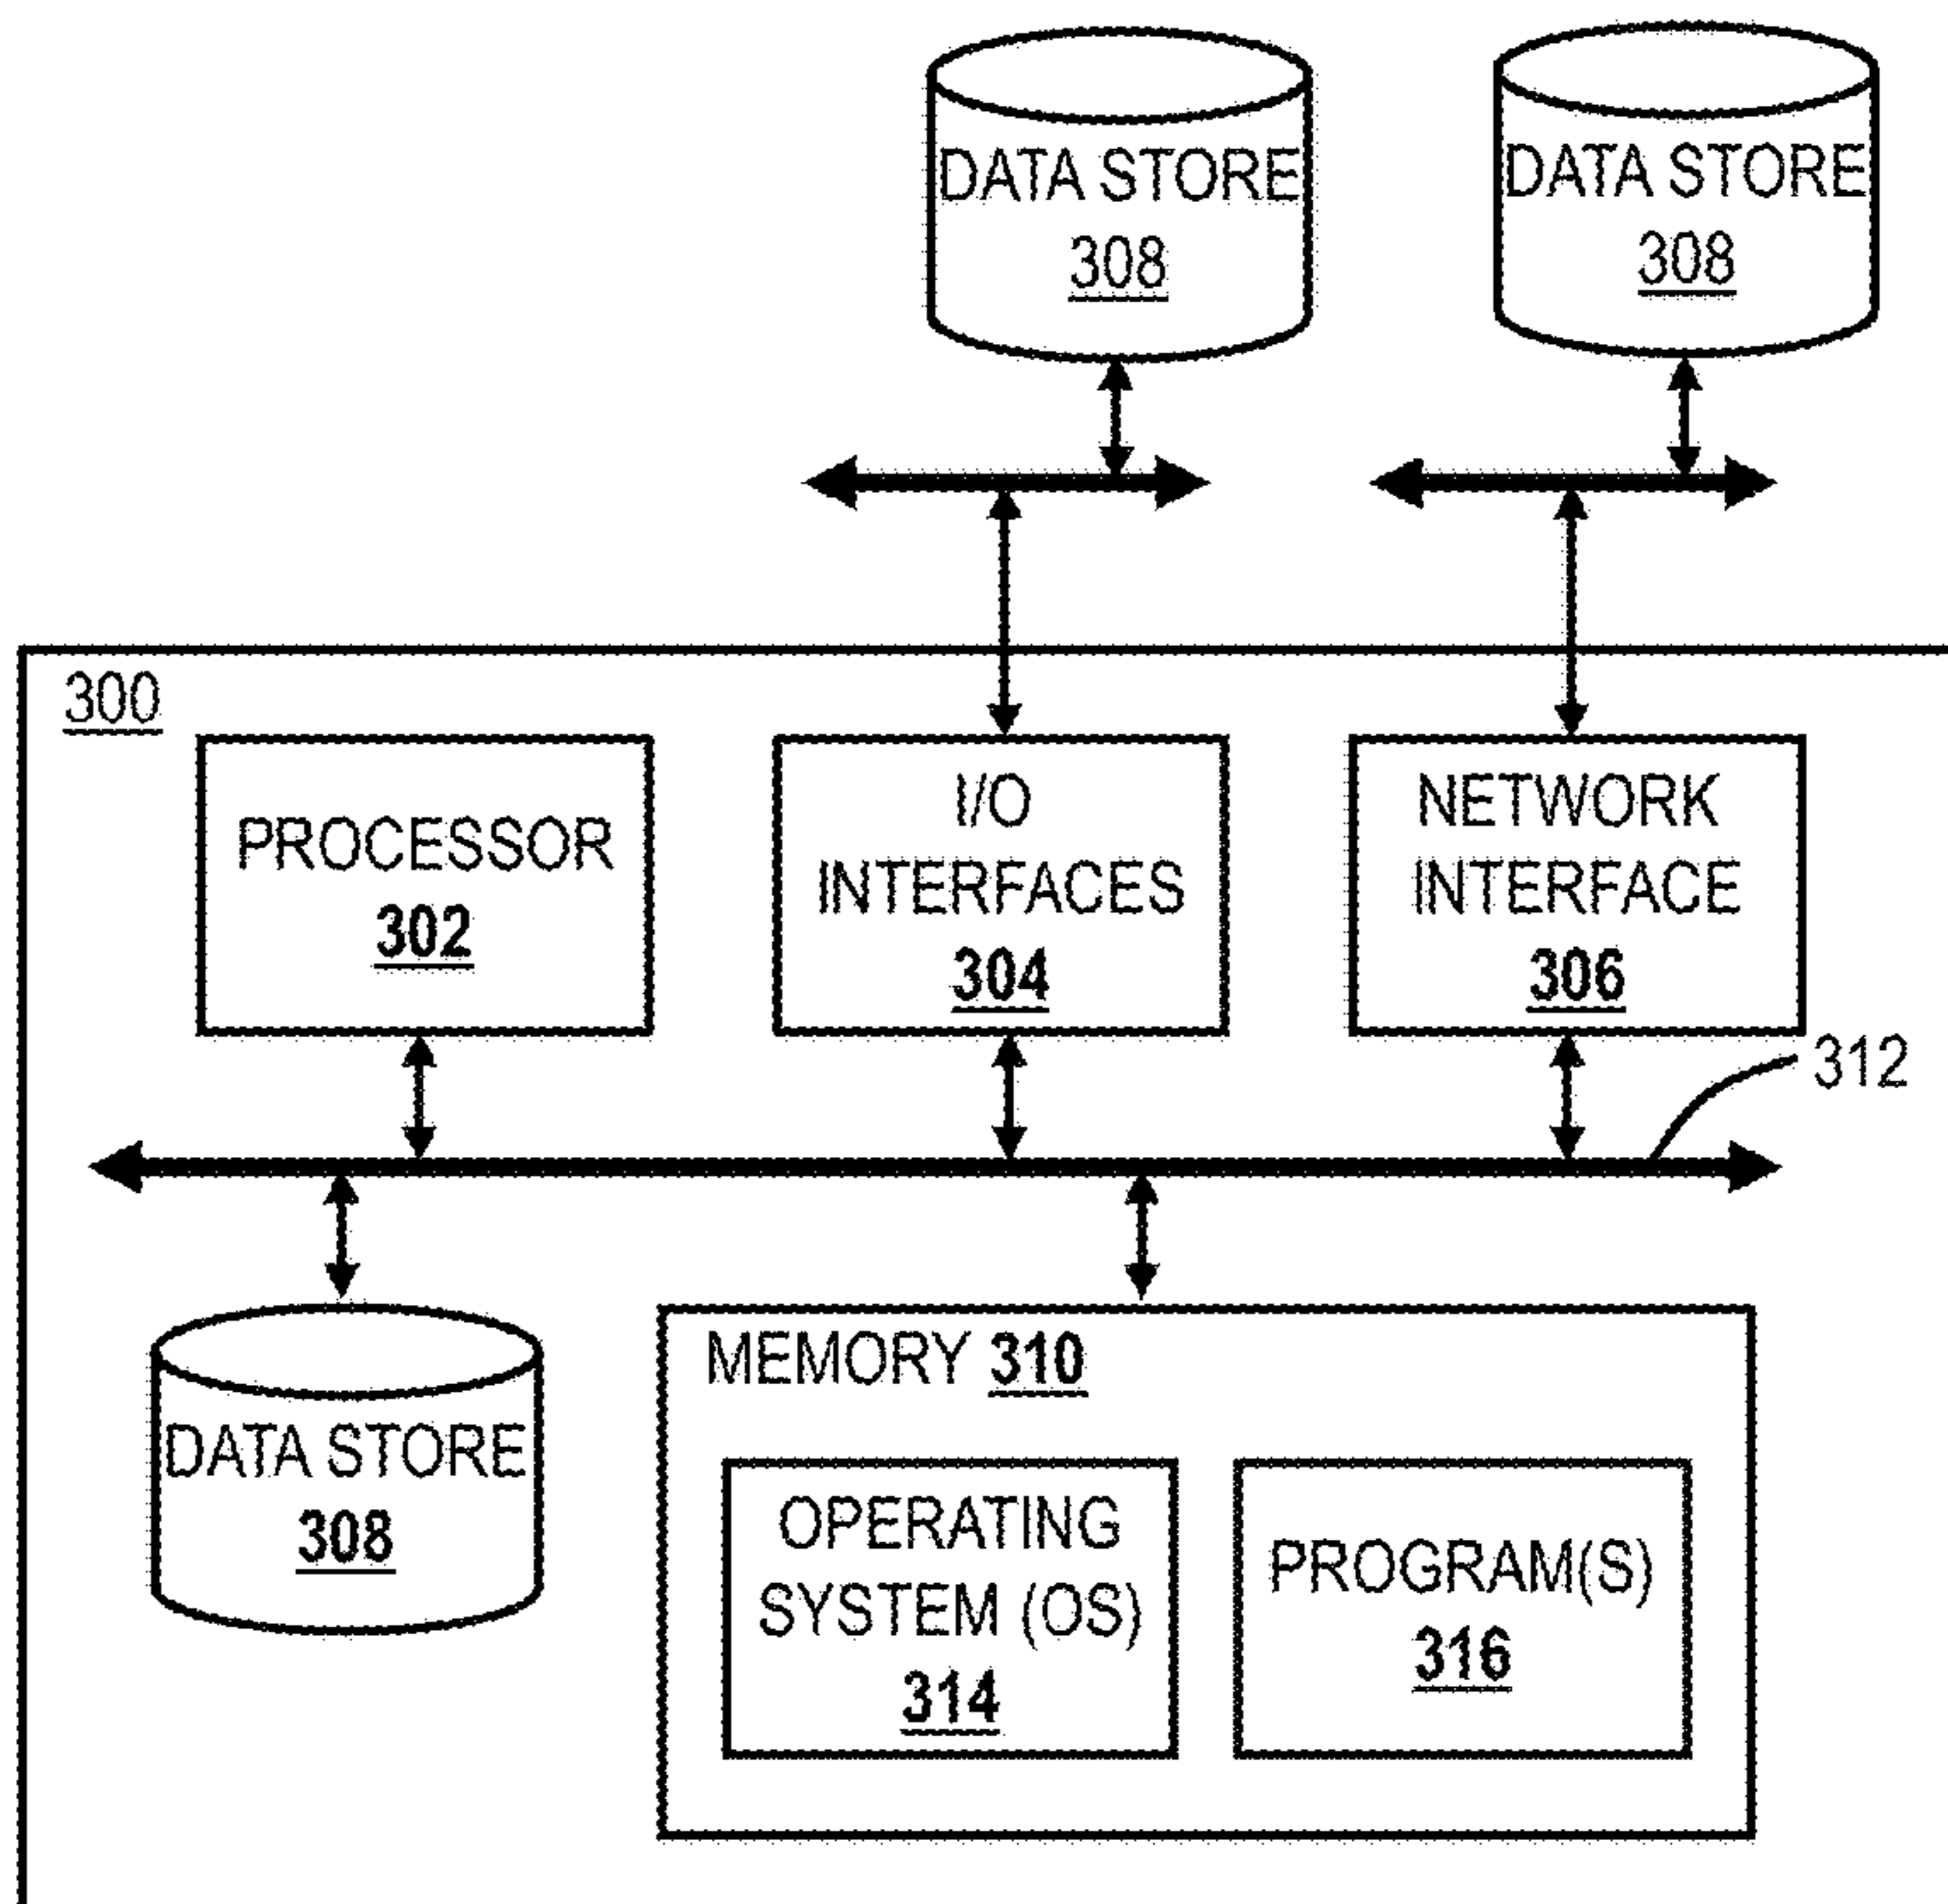 DATA STORE
308
DATA STORE
308
300
PROCESSOR
302
I/O
INTERFACES
304
NETWORK
INTERFACE
306
312
DATA STORE
308
MEMORY 310
OPERATING
SYSTEM (OS)
314
PROGRAM(S)
316